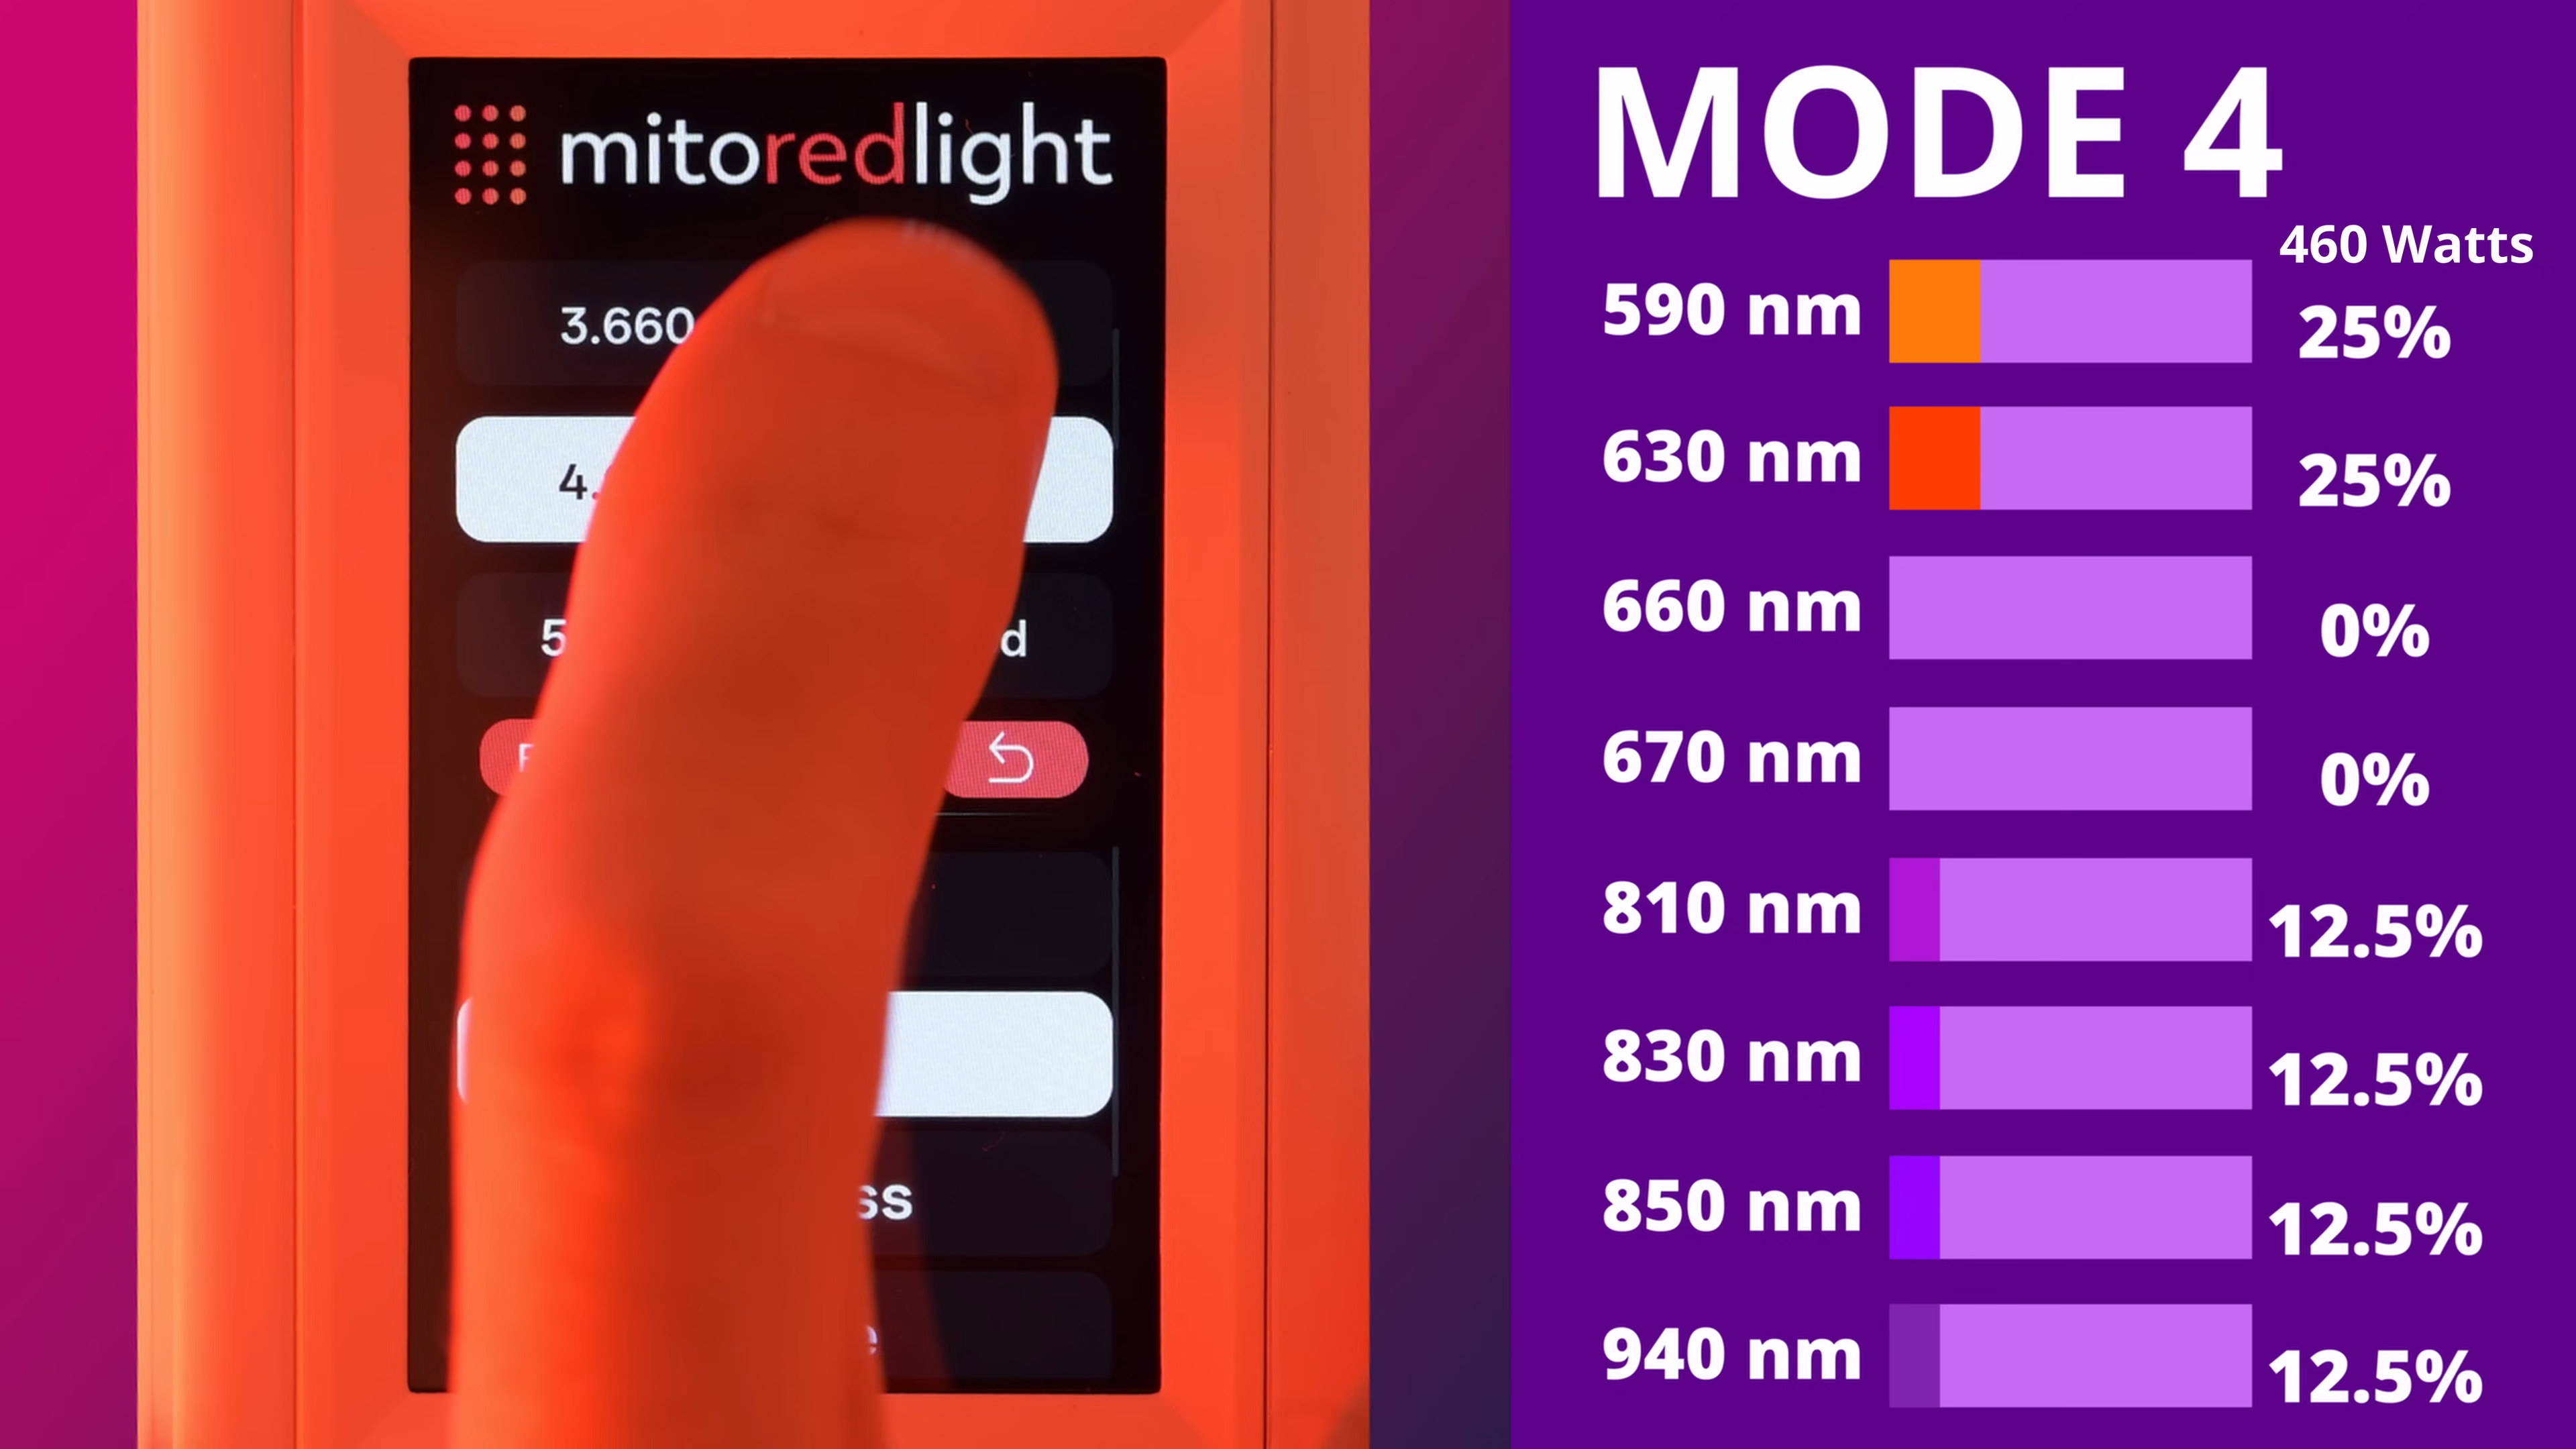 mitoredlight
3.660
4.
5
d
ss
MODE 4
460 Watts
590 nm 25%
630 nm 25%
660 nm 0%
670 nm 0%
810 nm 12.5%
830 nm 12.5%
850 nm 12.5%
940 nm 12.5%